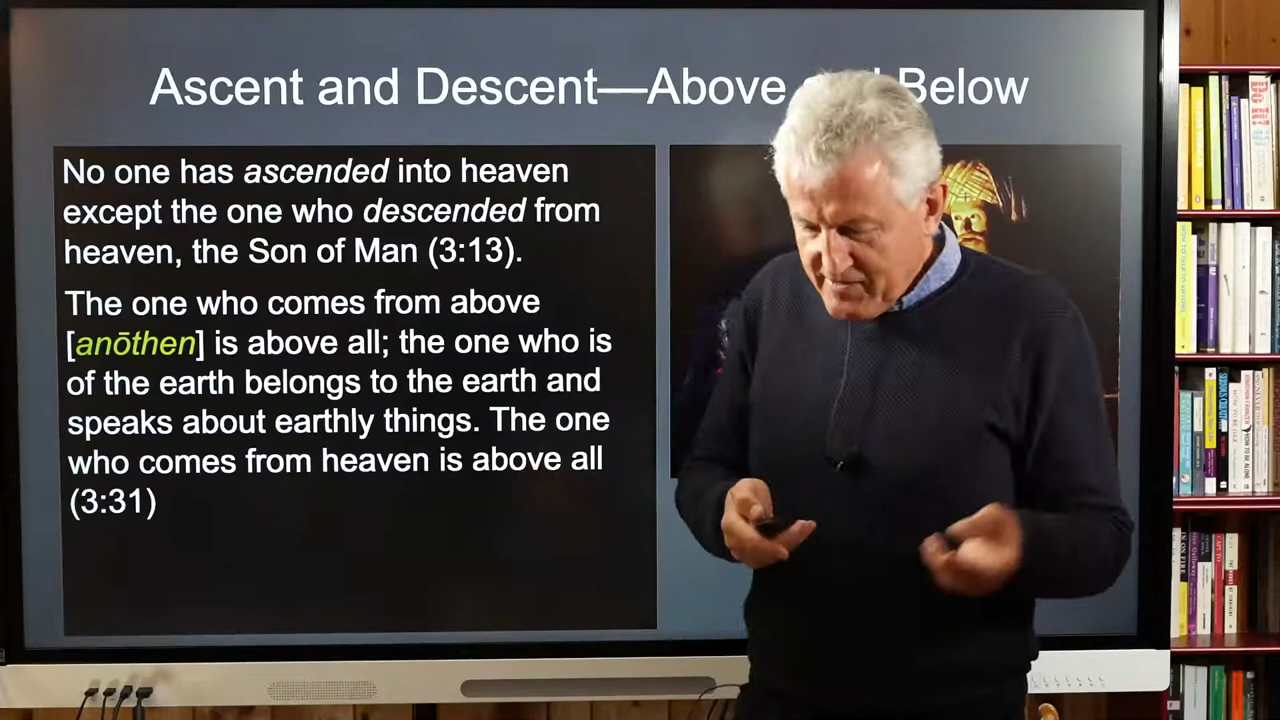 Ascent and Descent—Above Below
No one has ascended into heaven
except the one who descended from
heaven, the Son of Man (3:13).
The one who comes from above
[anōthen] is above all; the one who is
of the earth belongs to the earth and
speaks about earthly things. The one
who comes from heaven is above all
(3:31)